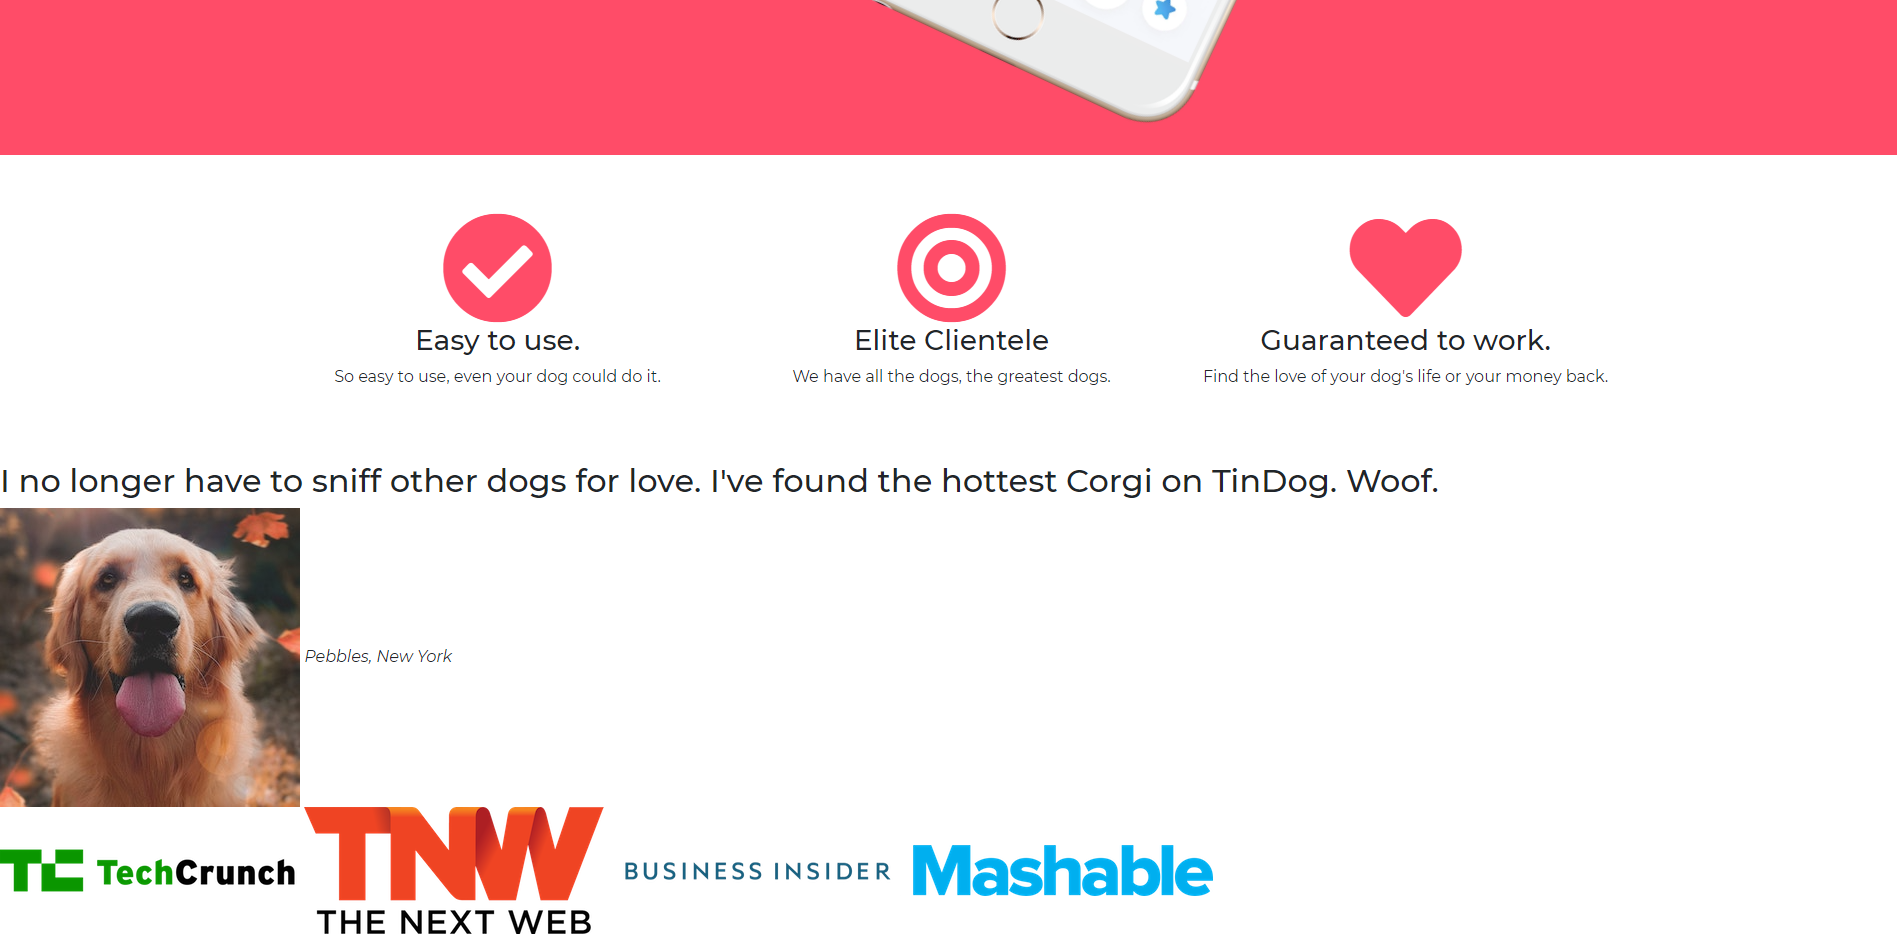 Easy to use.
So easy to use, even your dog could do it.
Elite Clientele
We have all the dogs, the greatest dogs.
Guaranteed to work.
Find the love of your dog's life or your money back.
I no longer have to sniff other dogs for love. I've found the hottest Corgi on TinDog. Woof.
Pebbles, New York
TC TechCrunch
TNW
THE NEXT WEB
BUSINESS INSIDER
Mashable